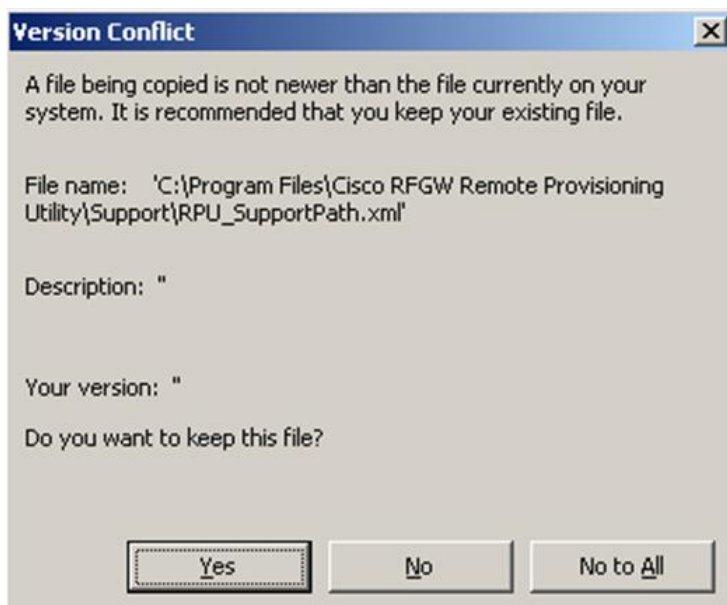 Version Conflict
A file being copied is not newer than the file currently on your
system. It is recommended that you keep your existing file.
File name:   'C:\Program Files\Cisco RFGW Remote Provisioning
Utility\Support\RPU_SupportPath.xml'
Description:  "
Your version:  "
Do you want to keep this file?
Yes
No
No to All